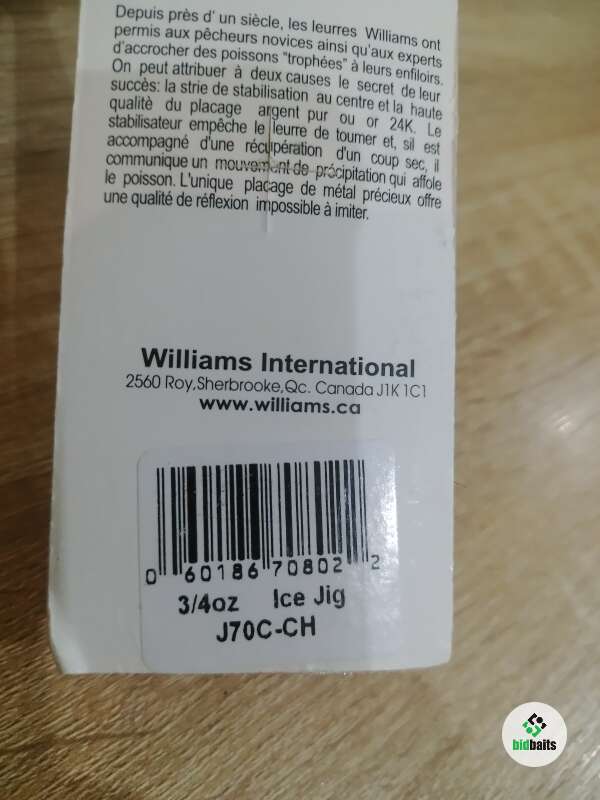 Depuis près d' un siècle, les leurres Williams ont
permis aux pêcheurs novices ainsi qu'aux experts
d'accrocher des poissons "trophées" à leurs enfiloirs.
On peut attribuer à deux causes le secret de leur
succès: la strie de stabilisation au centre et la haute
qualité du placage argent pur ou or 24K. Le
stabilisateur empêche le leurre de tourner et, sil est
accompagné d'une récupération d'un coup sec, il
communique un mouvement de précipitation qui affole
le poisson. L'unique placage de métal précieux offre
une qualité de réflexion impossible à imiter.
Williams International
2560 Roy,Sherbrooke,Qc. Canada J1K 1C1
www.williams.ca
0 60186 70802 2
3/4oz Ice Jig
J70C-CH
bidbaits